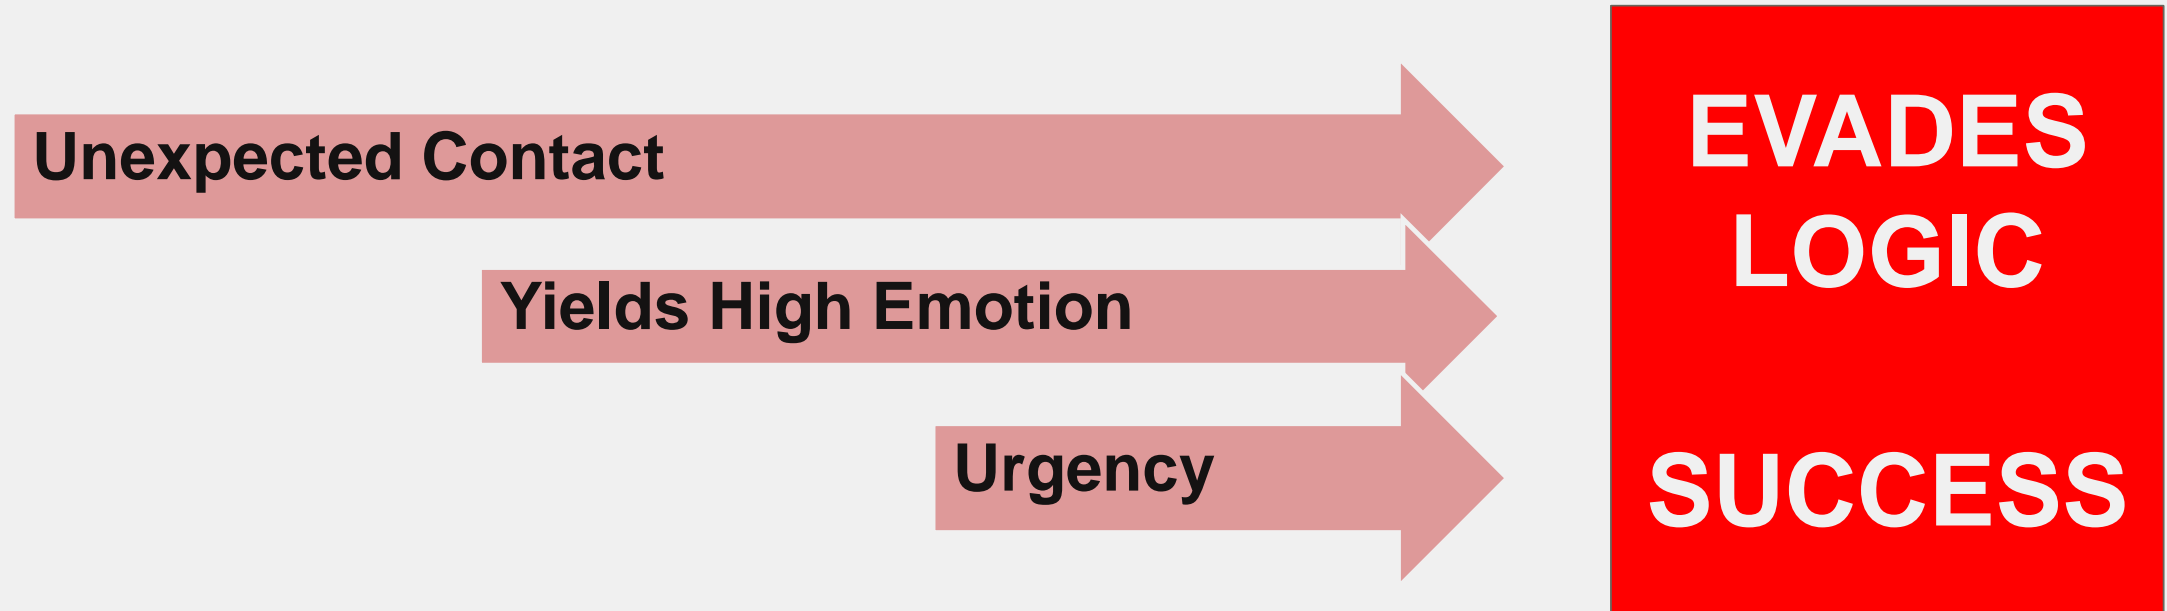 Unexpected Contact
Yields High Emotion
Urgency
EVADES
LOGIC
SUCCESS